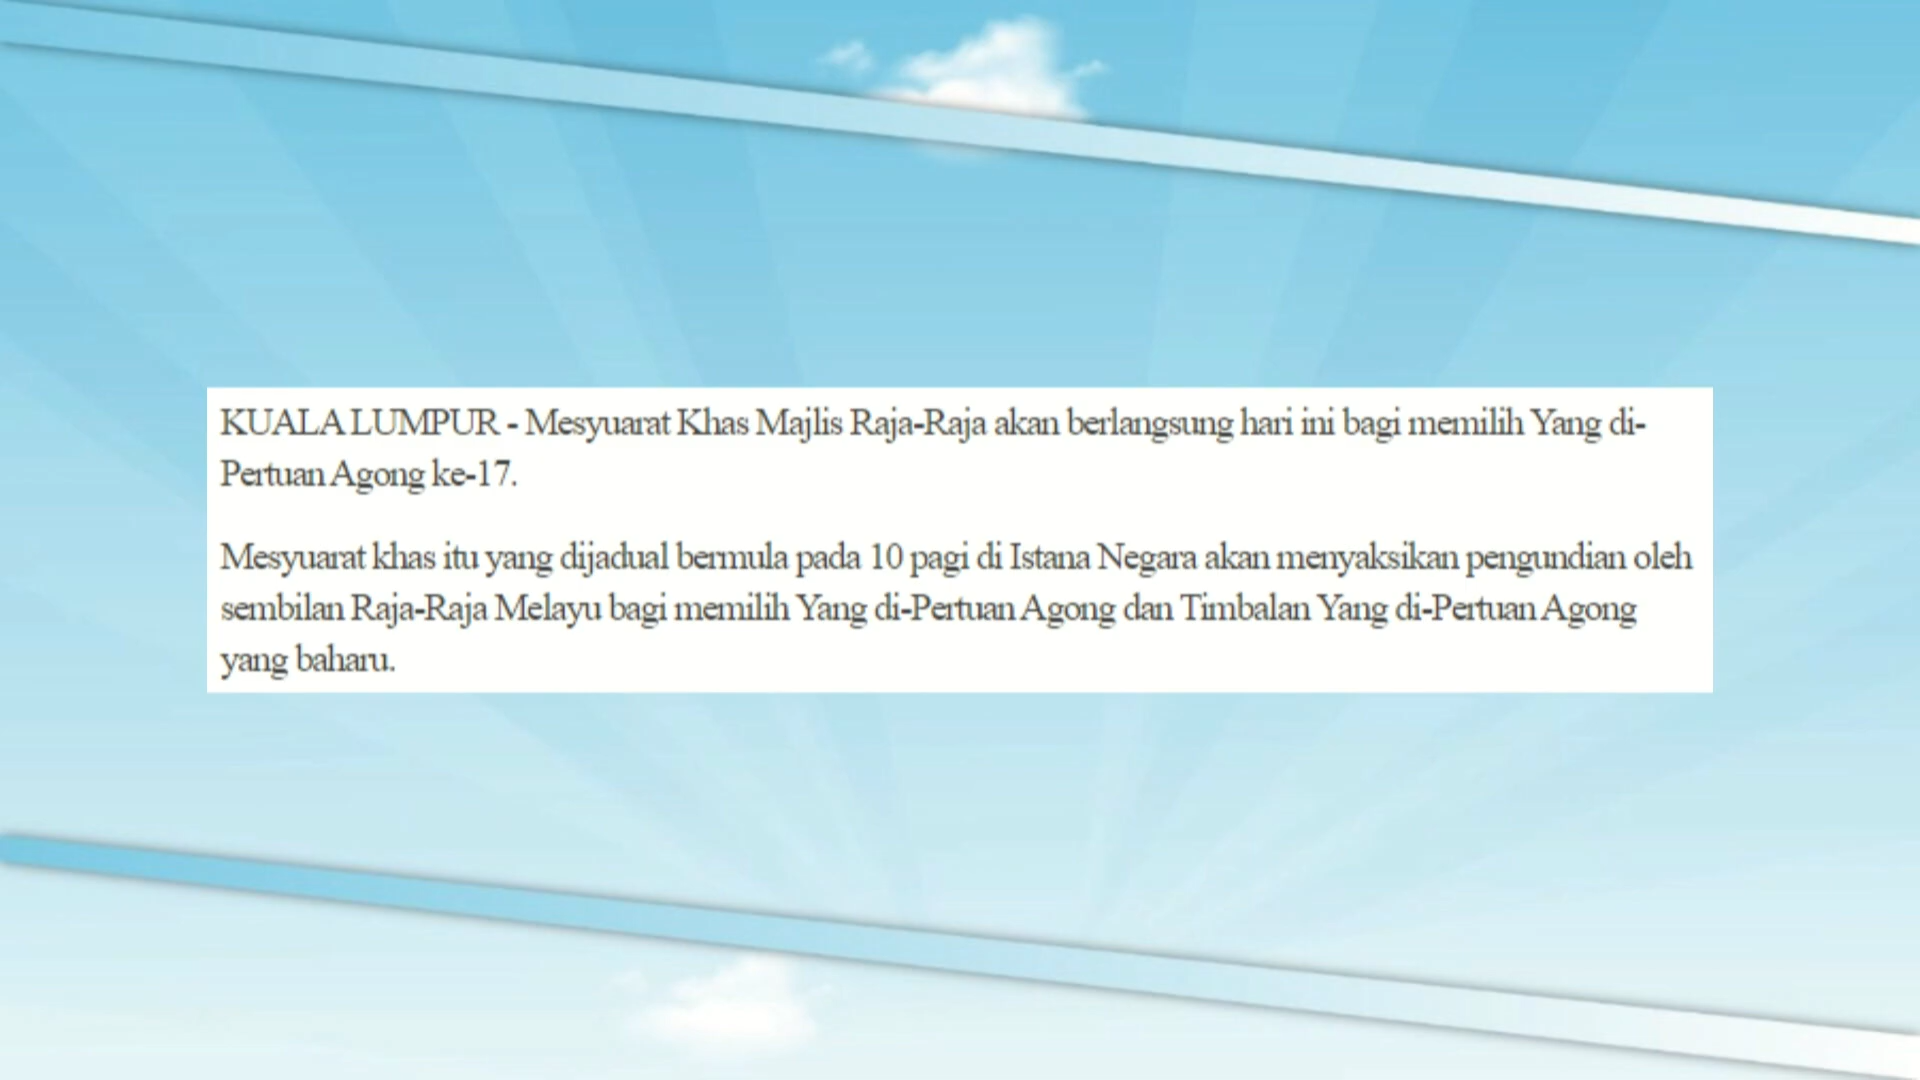 KUALA LUMPUR - Mesyuarat Khas Majlis Raja-Raja akan berlangsung hari ini bagi memilih Yang di-
Pertuan Agong ke-17.
Mesyuarat khas itu yang dijadual bermula pada 10 pagi di Istana Negara akan menyaksikan pengundian oleh
sembilan Raja-Raja Melayu bagi memilih Yang di-Pertuan Agong dan Timbalan Yang di-Pertuan Agong
yang baharu.